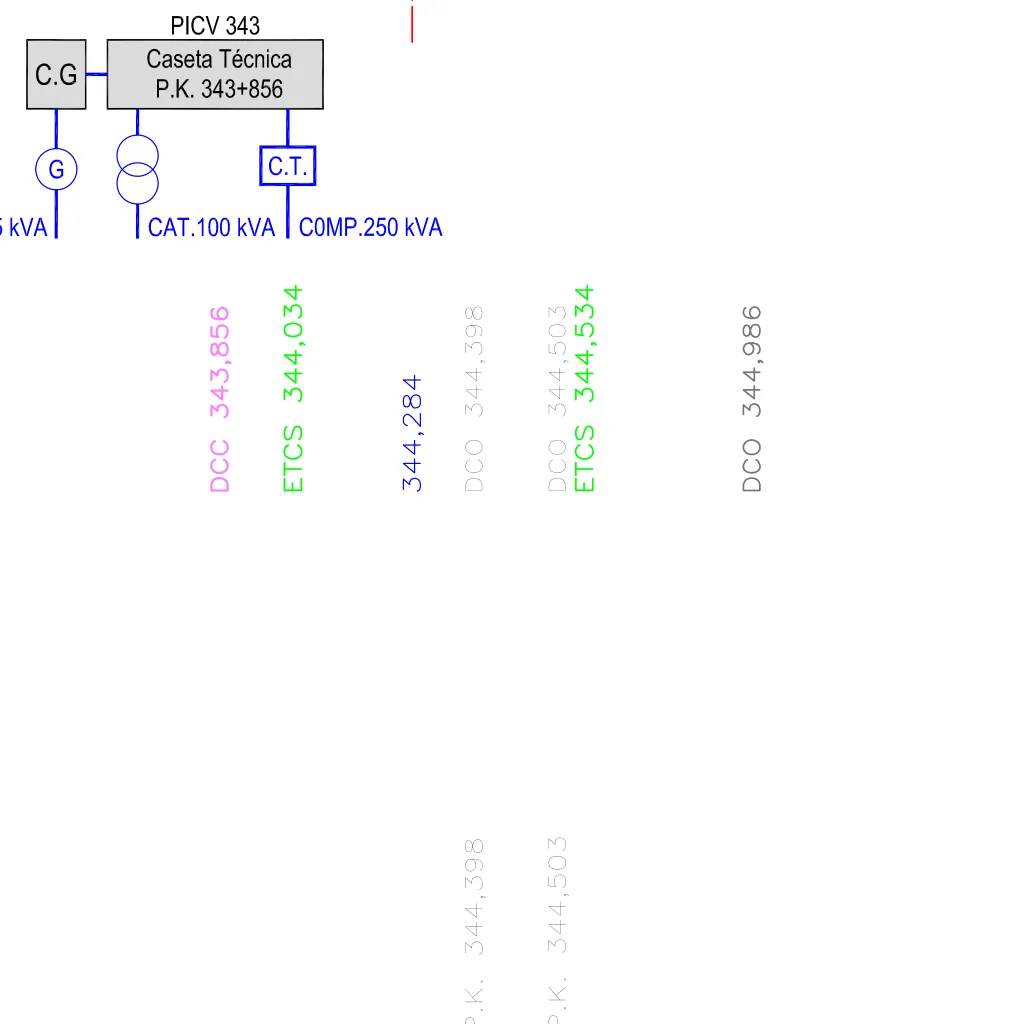 PICV 343
C.G
Caseta Técnica
P.K. 343+856
G
C.T.
kVA
CAT.100 kVA
C0MP.250 kVA
DCC 343,856
ETCS 344,034
344,284
DCO 344,398
DCO 344,503
ETCS 344,534
DCO 344,986
P.K. 344,398
P.K. 344,503